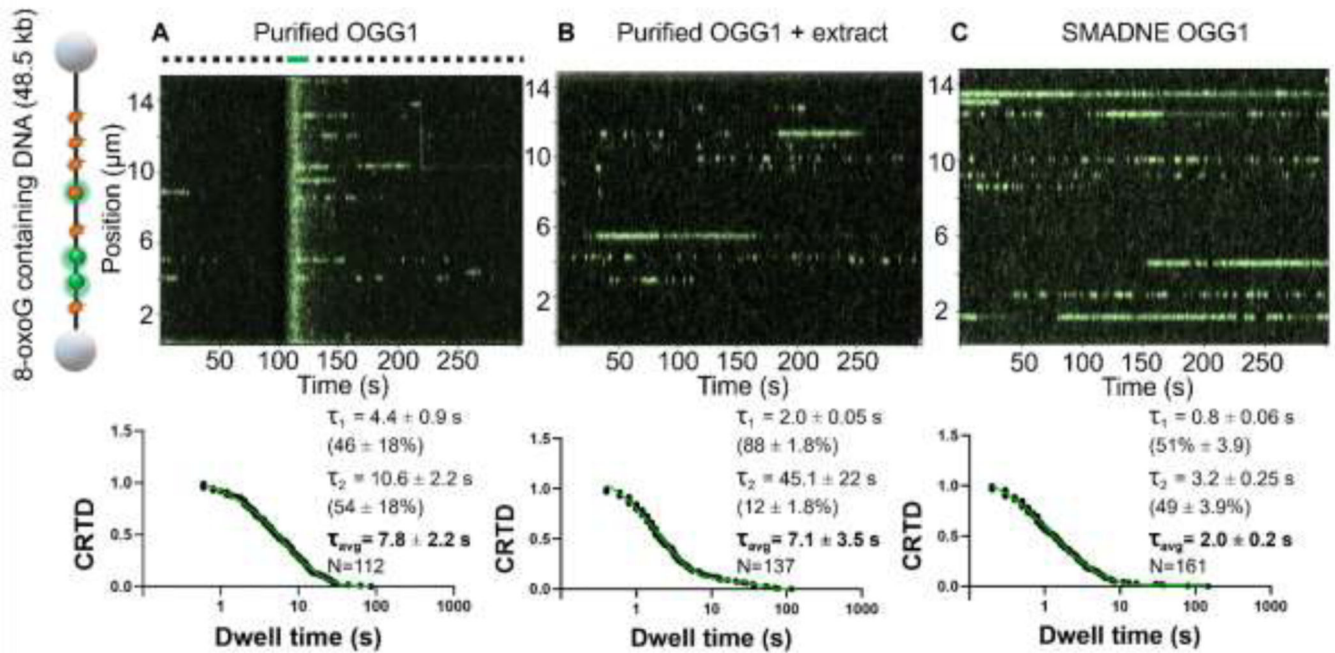 8-oxoG containing DNA (48.5 kb)
A Purified OGG1
Position (μm)
14
10
6
4
2
50 100 150 200 250
Time (s)
B Purified OGG1 + extract
14
10
6
4
2
50 100 150 200 250
Time (s)
C SMADNE OGG1
14
10
6
4
2
50 100 150 200 250
Time (s)
CRTD
1.5
1.0
0.5
0.0
1 10 100 1000
Dwell time (s)
τ1 = 4.4 ± 0.9 s
(46 ± 18%)
τ2 = 10.6 ± 2.2 s
(54 ± 18%)
τavg= 7.8 ± 2.2 s
N=112
CRTD
1.5
1.0
0.5
0.0
1 10 100 1000
Dwell time (s)
τ1 = 2.0 ± 0.05 s
(88 ± 1.8%)
τ2 = 45.1 ± 22 s
(12 ± 1.8%)
τavg= 7.1 ± 3.5 s
N=137
CRTD
1.5
1.0
0.5
0.0
1 10 100 1000
Dwell time (s)
τ1 = 0.8 ± 0.06 s
(51% ± 3.9)
τ2 = 3.2 ± 0.25 s
(49 ± 3.9%)
τavg= 2.0 ± 0.2 s
N=161